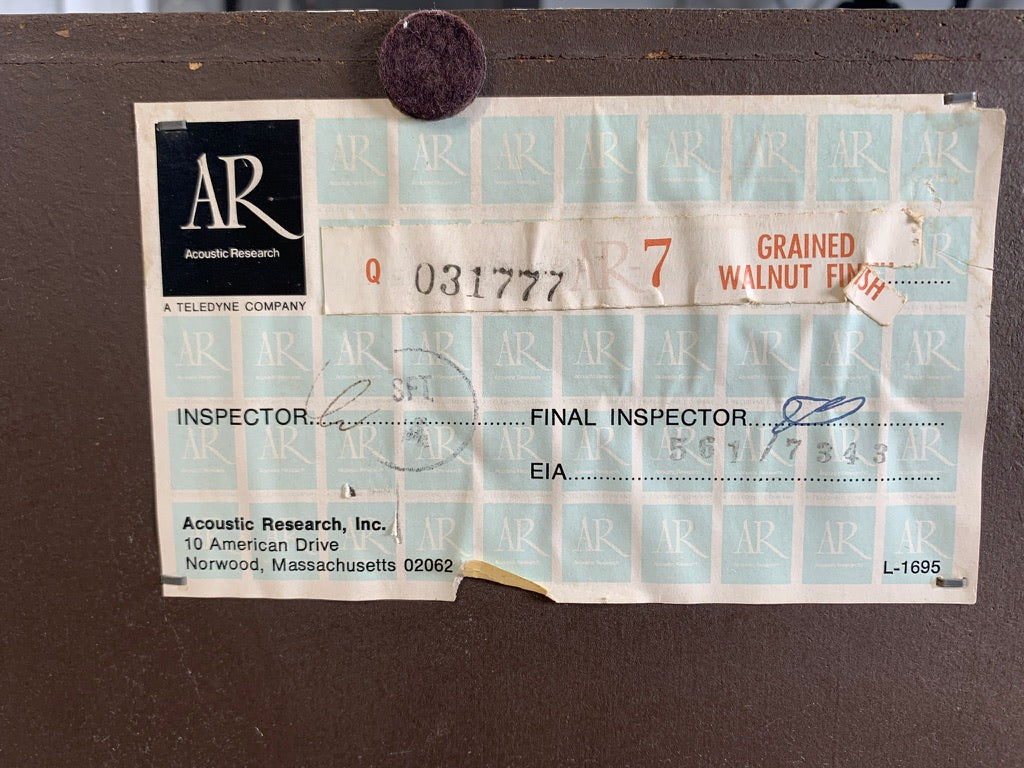 AR
Acoustic Research
A TELEDYNE COMPANY
Q 031777 AR-7 GRAINED
WALNUT FINISH
SFT
INSPECTOR
FINAL INSPECTOR
561/7343
EIA
Acoustic Research, Inc.
10 American Drive
Norwood, Massachusetts 02062
L-1695